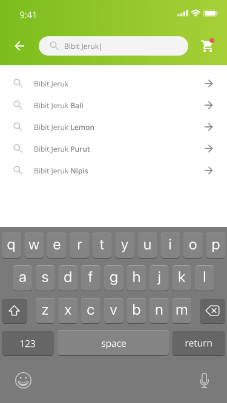 9:41
Bibit Jeruk
Bibit Jeruk
Bibit Jeruk Bali
Bibit Jeruk Lemon
Bibit Jeruk Purut
Bibit Jeruk Nipis
q w e r t y u i o p
a s d f g h j k l
z x c v b n m
123 space return